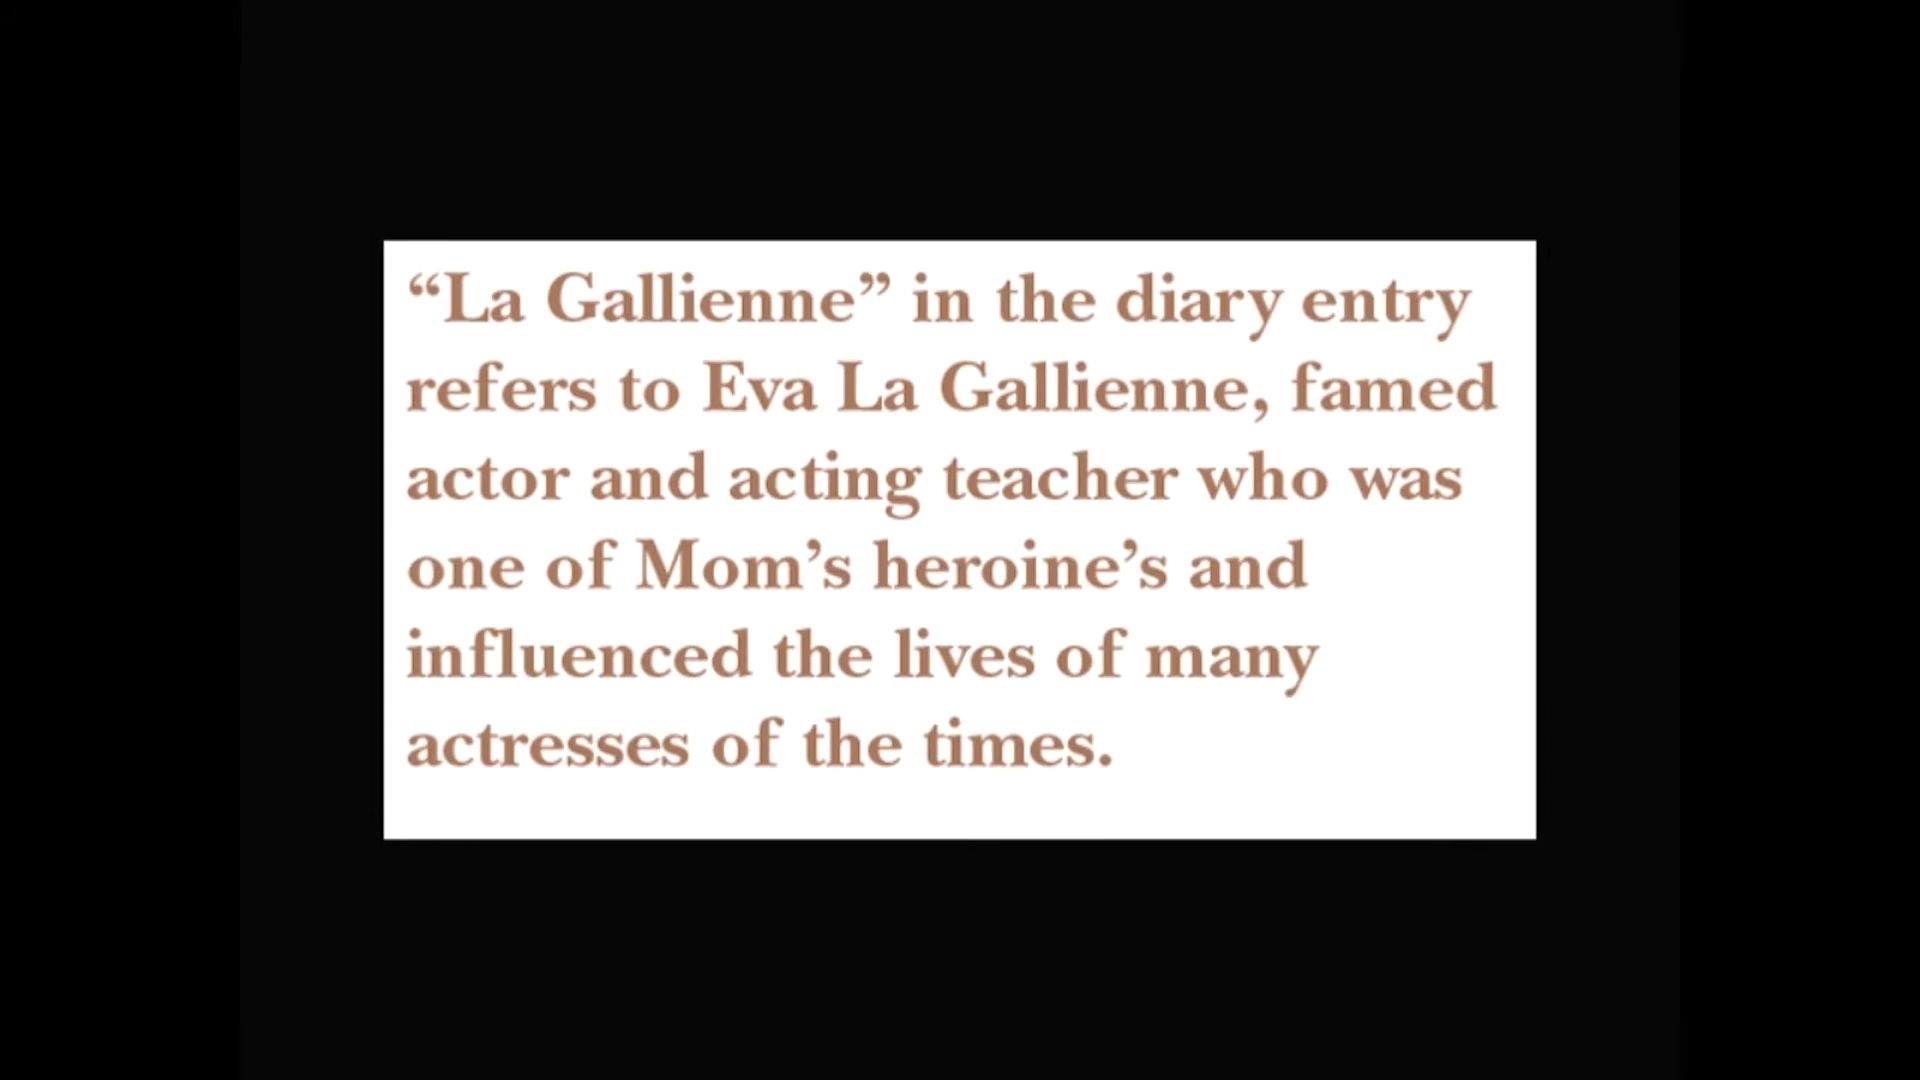 “La Gallienne” in the diary entry
refers to Eva La Gallienne, famed
actor and acting teacher who was
one of Mom’s heroine’s and
influenced the lives of many
actresses of the times.